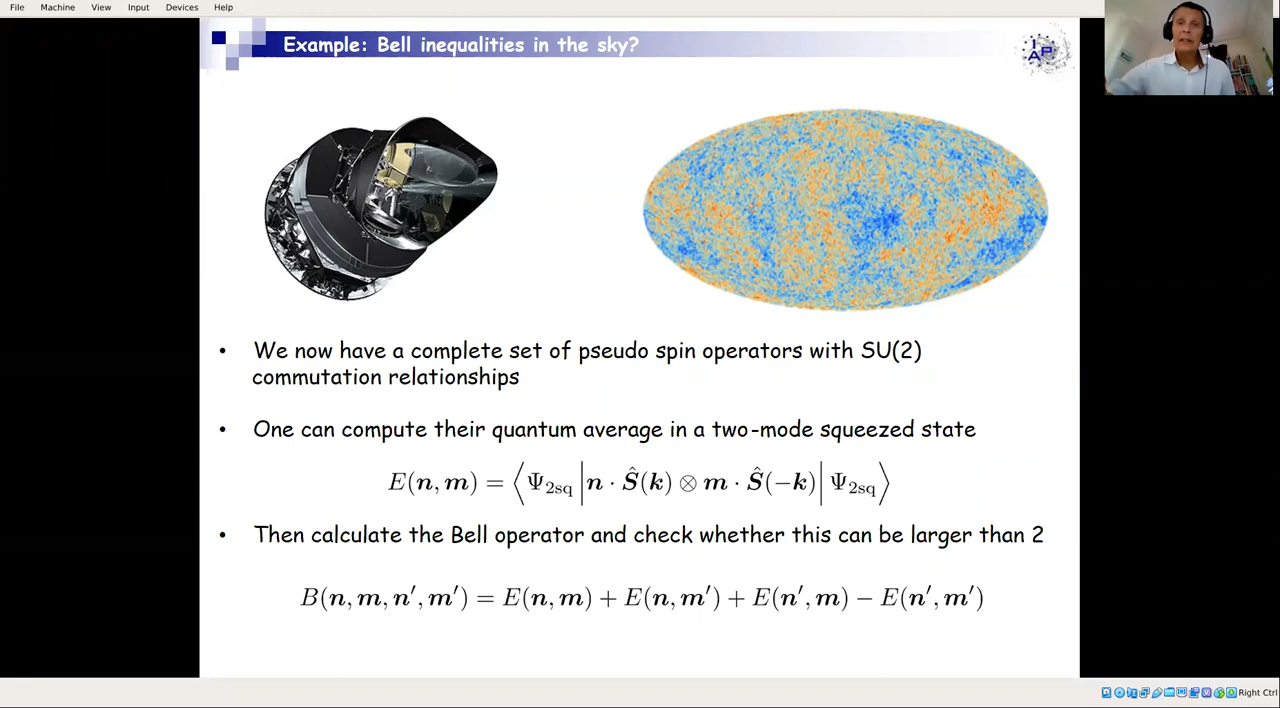 File Machine View Input Devices Help
Example: Bell inequalities in the sky?
IAP
• We now have a complete set of pseudo spin operators with SU(2)
commutation relationships
• One can compute their quantum average in a two-mode squeezed state
E(n, m) = ⟨Ψ₂sq | n · Ŝ(k) ⊗ m · Ŝ(−k) | Ψ₂sq⟩
• Then calculate the Bell operator and check whether this can be larger than 2
B(n, m, n′, m′) = E(n, m) + E(n, m′) + E(n′, m) − E(n′, m′)
Right Ctrl